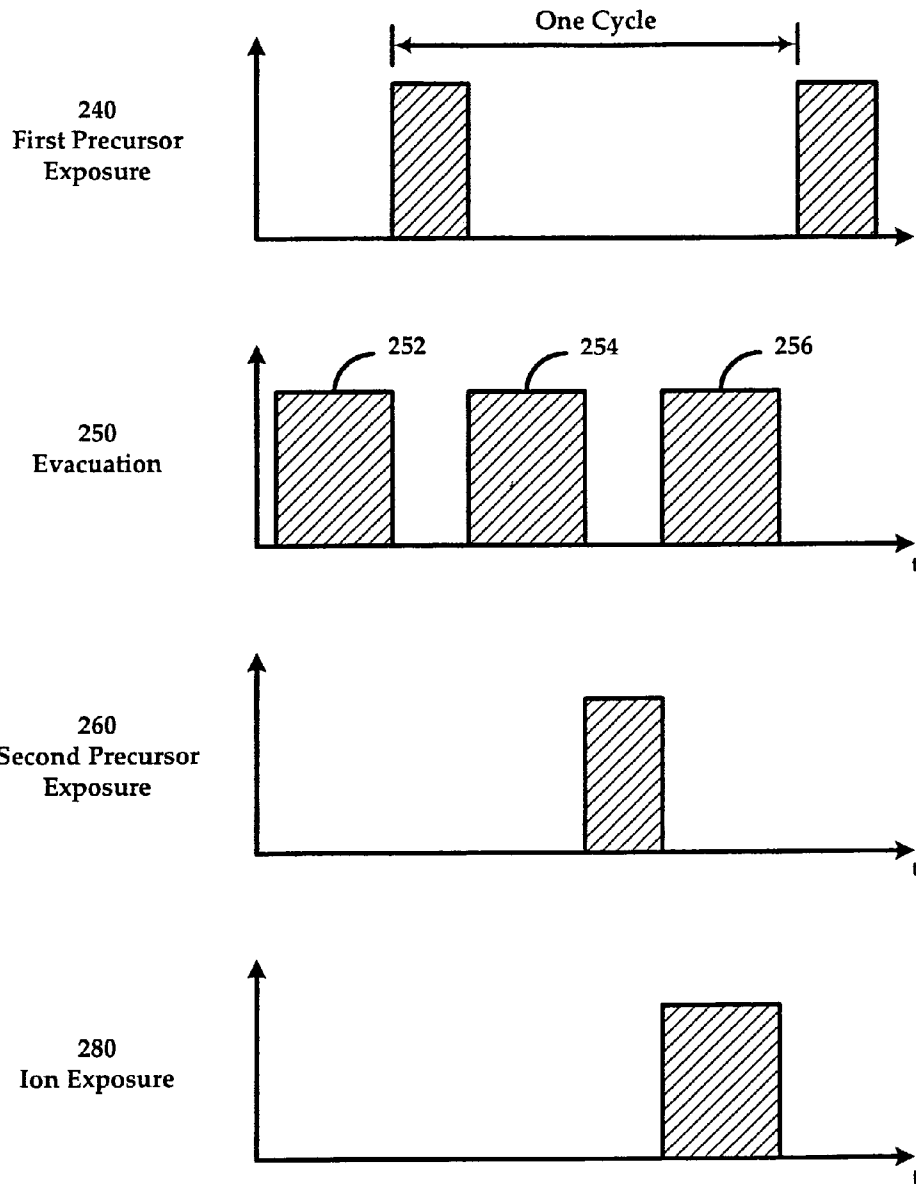 One Cycle
240
First Precursor
Exposure
252
254
256
250
Evacuation
t
260
Second Precursor
Exposure
t
280
Ion Exposure
t